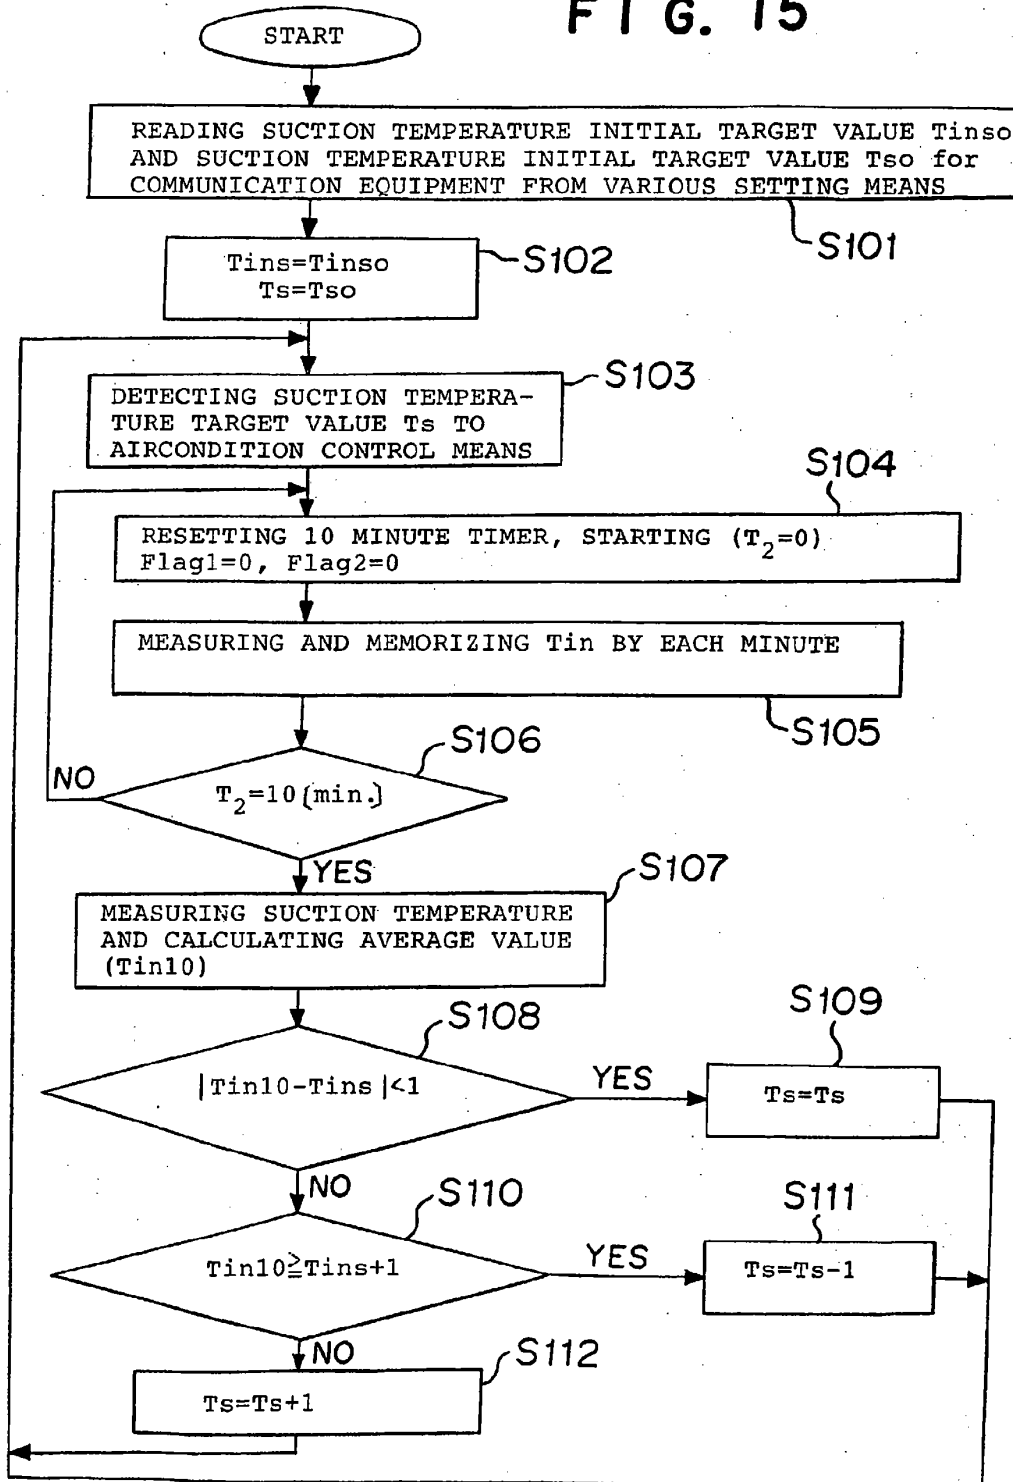 FIG. 15
START
READING SUCTION TEMPERATURE INITIAL TARGET VALUE Tinso
AND SUCTION TEMPERATURE INITIAL TARGET VALUE Tso for
COMMUNICATION EQUIPMENT FROM VARIOUS SETTING MEANS
S101
Tins=Tinso
Ts=Tso
S102
DETECTING SUCTION TEMPERA-
TURE TARGET VALUE Ts TO
AIRCONDITION CONTROL MEANS
S103
S104
RESETTING 10 MINUTE TIMER, STARTING (T2=0)
Flag1=0, Flag2=0
MEASURING AND MEMORIZING Tin BY EACH MINUTE
S105
S106
NO
T2=10(min.)
YES
S107
MEASURING SUCTION TEMPERATURE
AND CALCULATING AVERAGE VALUE
(Tin10)
S108
|Tin10-Tins|<1
YES
S109
Ts=Ts
NO
S110
Tin10≧Tins+1
YES
S111
Ts=Ts-1
NO
S112
Ts=Ts+1